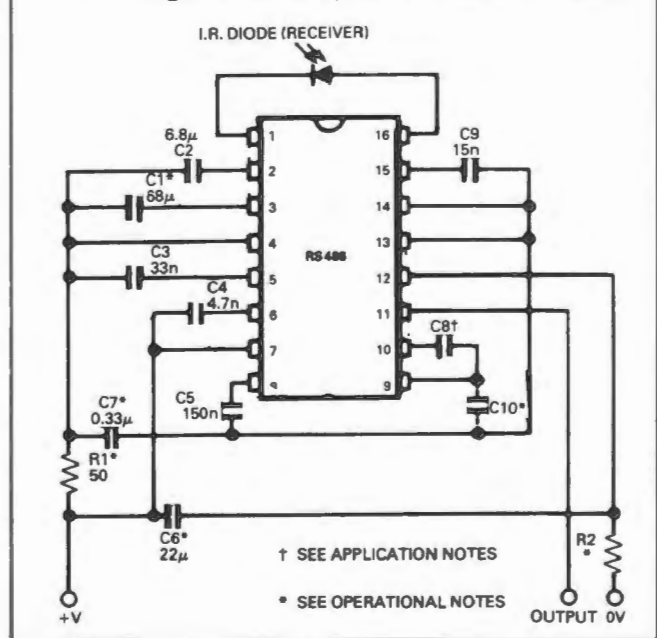 I.R. DIODE (RECEIVER)
6.8µ
C2
C1*
68µ
C3
33n
C4
4.7n
C5
150n
C7*
0.33µ
R1*
50
C6*
22µ
1
2
3
4
5
6
7
8
RS486
16
15
14
13
12
11
10
9
C9
15n
C8†
C10*
R2
*
† SEE APPLICATION NOTES
* SEE OPERATIONAL NOTES
+V
OUTPUT 0V